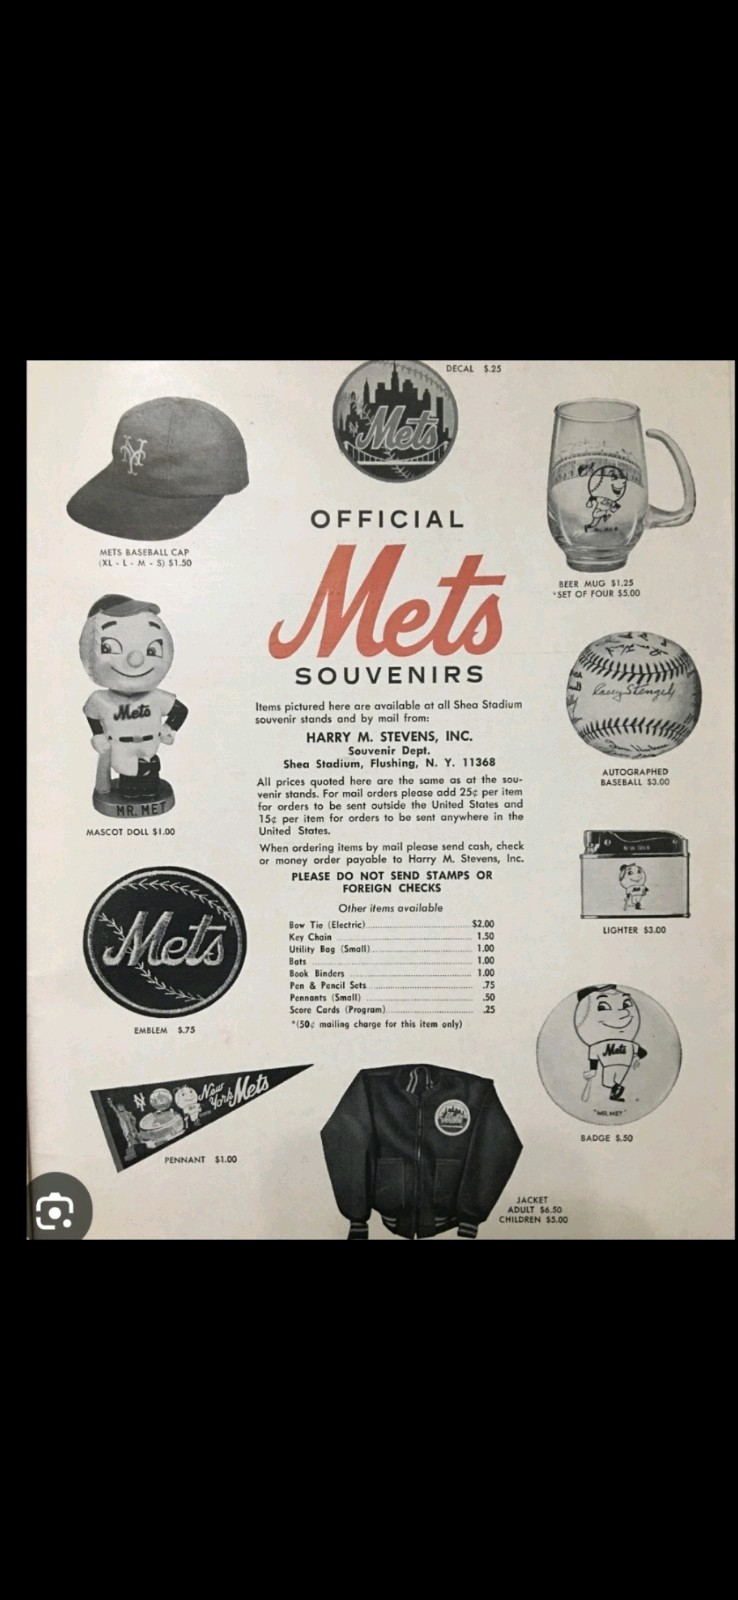 DECAL $.25
Mets
NY
METS BASEBALL CAP
(XL - L - M - S) $1.50
BEER MUG $1.25
*SET OF FOUR $5.00
OFFICIAL
Mets
SOUVENIRS
Items pictured here are available at all Shea Stadium
souvenir stands and by mail from:
HARRY M. STEVENS, INC.
Souvenir Dept.
Shea Stadium, Flushing, N. Y. 11368
All prices quoted here are the same as at the sou-
venir stands. For mail orders please add 25¢ per item
for orders to be sent outside the United States and
15¢ per item for orders to be sent anywhere in the
United States.
When ordering items by mail please send cash, check
or money order payable to Harry M. Stevens, Inc.
PLEASE DO NOT SEND STAMPS OR
FOREIGN CHECKS
Other items available
Bow Tie (Electric) $2.00
Key Chain 1.50
Utility Bag (Small) 1.00
Bats 1.00
Book Binders 1.00
Pen & Pencil Sets .75
Pennants (Small) .50
Score Cards (Program) .25
*(50¢ mailing charge for this item only)
Mets
MR. MET
MASCOT DOLL $1.00
Casey Stengel
AUTOGRAPHED
BASEBALL $3.00
Mets
EMBLEM $.75
LIGHTER $3.00
Mets
"MR. MET"
BADGE $.50
NY
New York Mets
PENNANT $1.00
JACKET
ADULT $6.50
CHILDREN $5.00